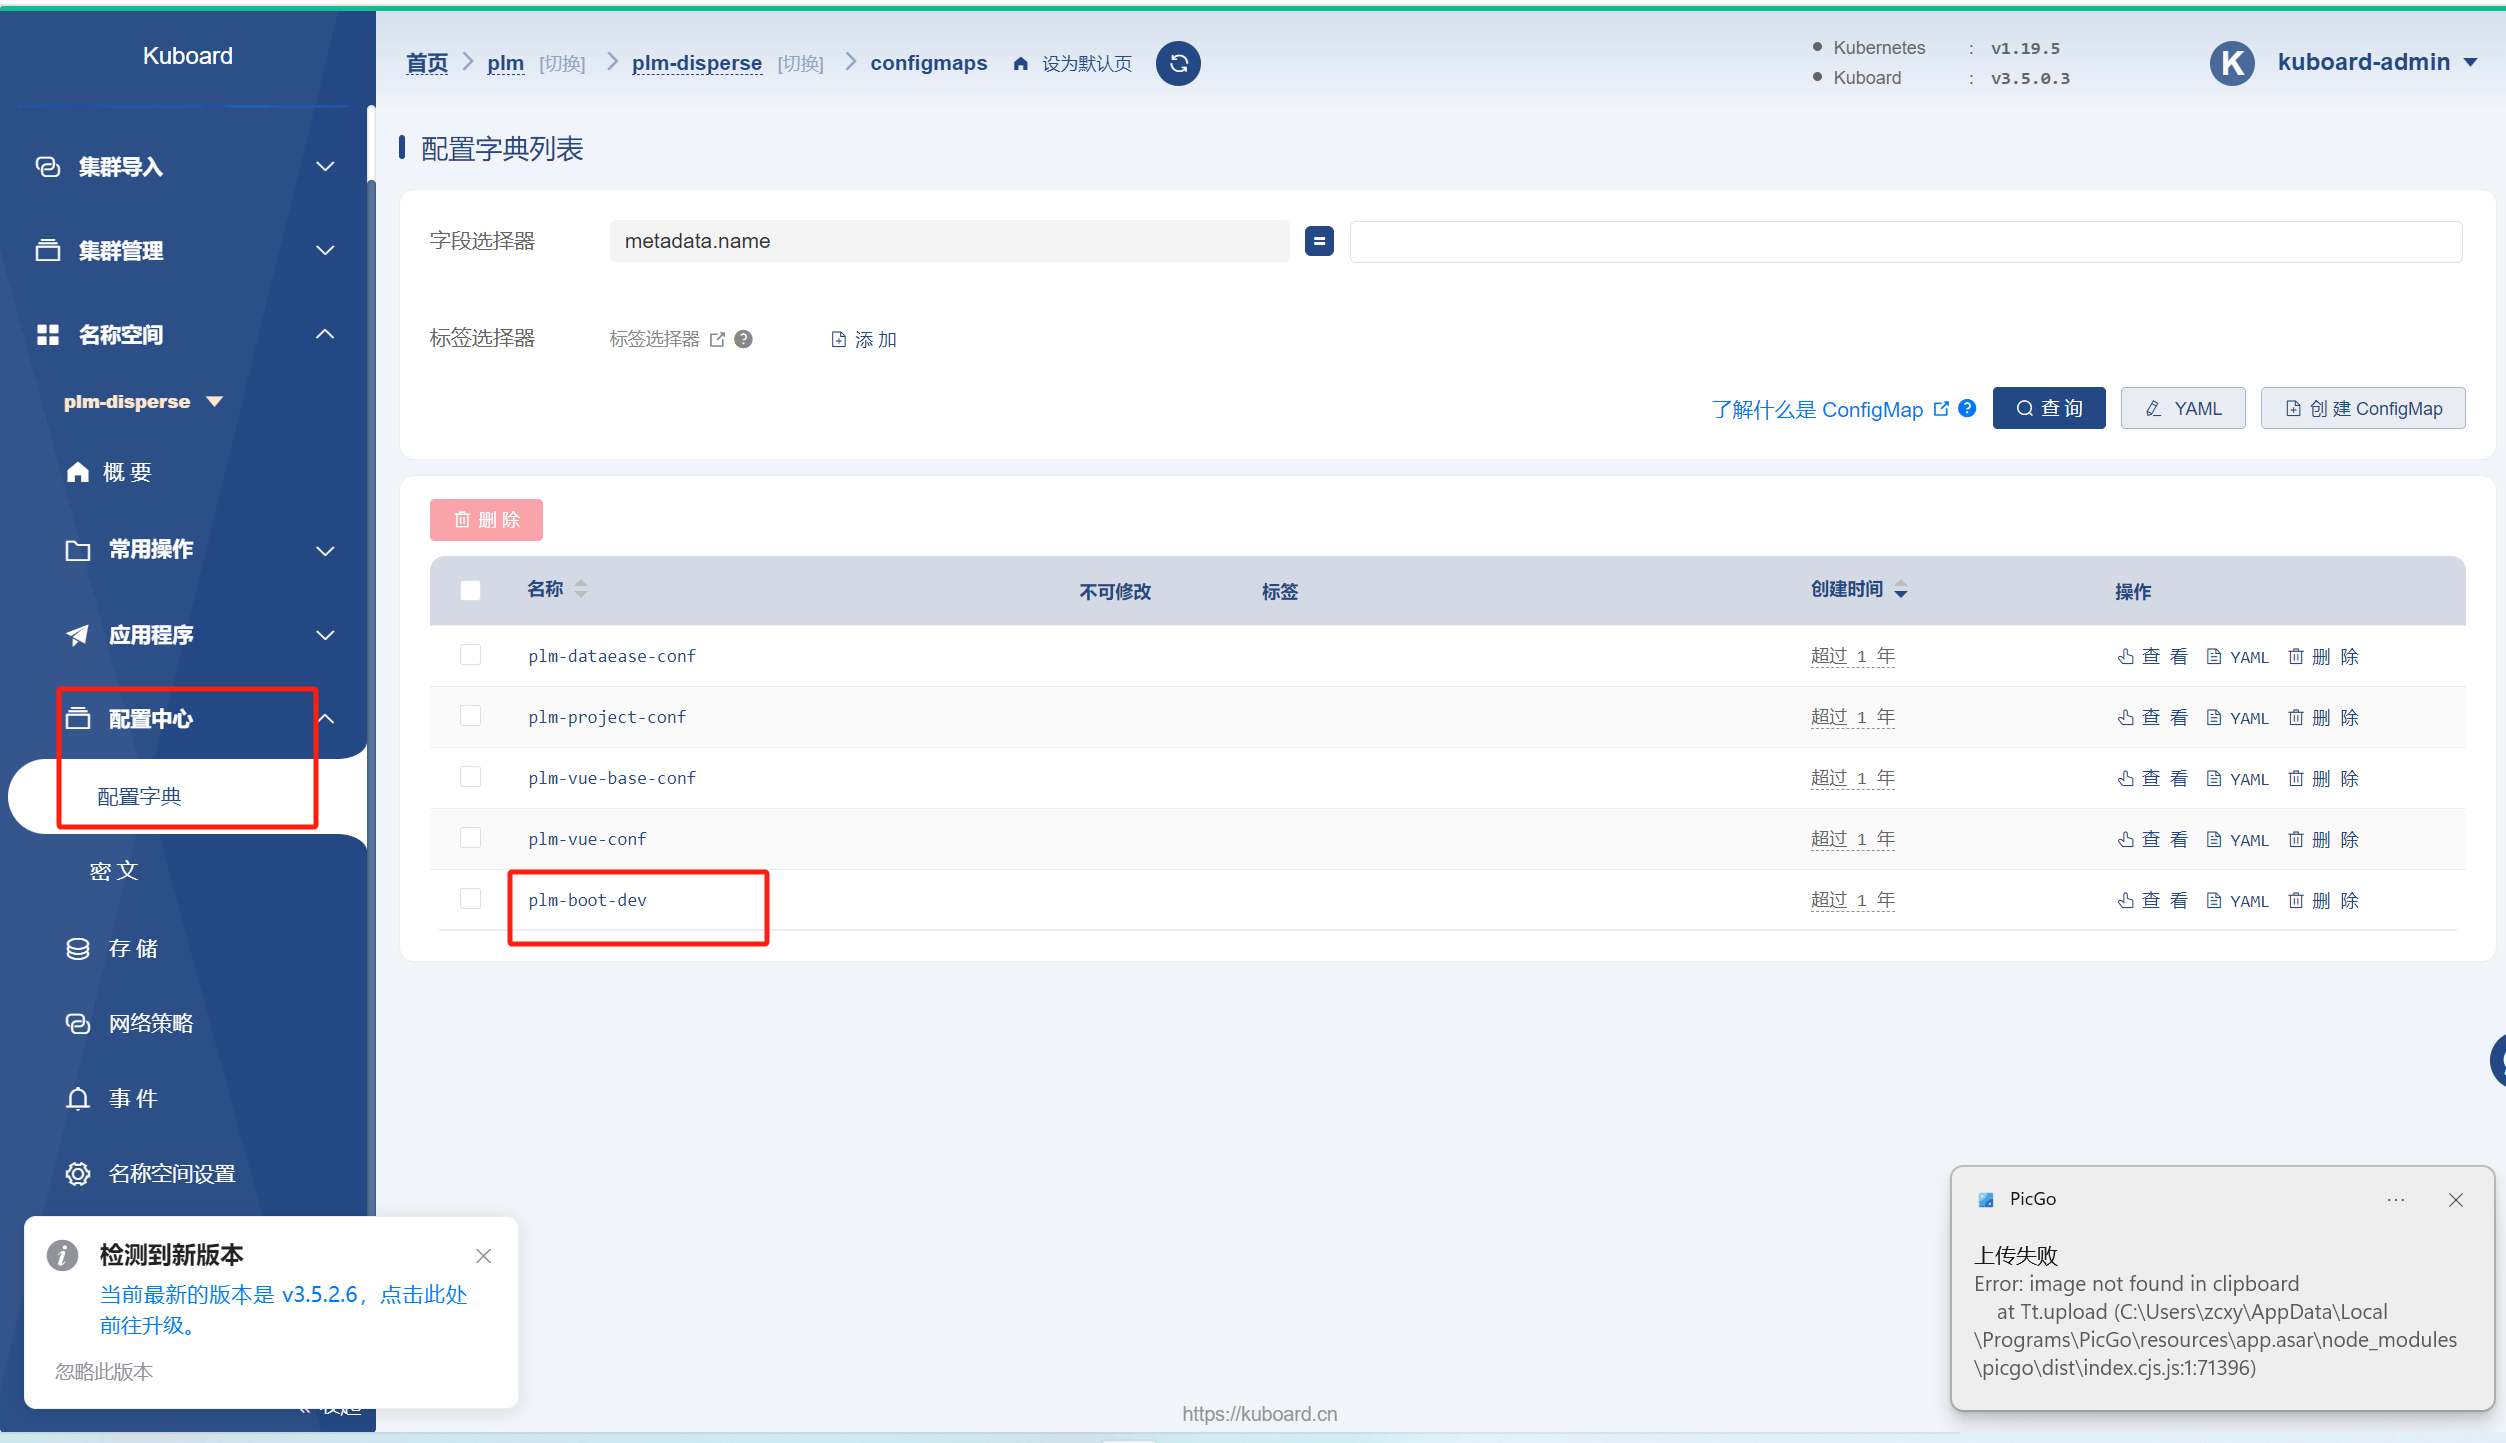 Kuboard
首页 plm [切换] plm-disperse [切换] configmaps 设为默认页
Kubernetes : v1.19.5
Kuboard : v3.5.0.3
K kuboard-admin
集群导入
集群管理
名称空间
plm-disperse
概 要
常用操作
应用程序
配置中心
配置字典
密 文
存 储
网络策略
事 件
名称空间设置
配置字典列表
字段选择器 metadata.name =
标签选择器 标签选择器 添 加
了解什么是 ConfigMap 查 询 YAML 创 建 ConfigMap
删 除
名称 不可修改 标签 创建时间 操作
plm-dataease-conf 超过 1 年 查 看 YAML 删 除
plm-project-conf 超过 1 年 查 看 YAML 删 除
plm-vue-base-conf 超过 1 年 查 看 YAML 删 除
plm-vue-conf 超过 1 年 查 看 YAML 删 除
plm-boot-dev 超过 1 年 查 看 YAML 删 除
检测到新版本
当前最新的版本是 v3.5.2.6，点击此处
前往升级。
忽略此版本
PicGo
上传失败
Error: image not found in clipboard
at Tt.upload (C:\Users\zcxy\AppData\Local
\Programs\PicGo\resources\app.asar\node_modules
\picgo\dist\index.cjs.js:1:71396)
https://kuboard.cn